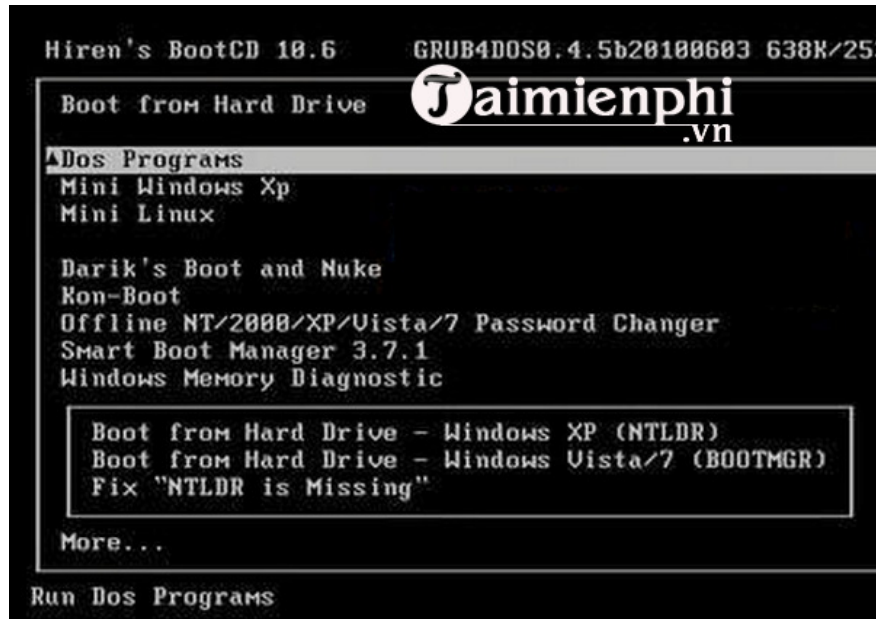 Hiren's BootCD 10.6 GRUB4DOS0.4.5b20100603 638K/25
Boot from Hard Drive
Taimienphi
.vn
Dos Programs
Mini Windows Xp
Mini Linux
Darik's Boot and Nuke
Kon-Boot
Offline NT/2000/XP/Vista/7 Password Changer
Smart Boot Manager 3.7.1
Windows Memory Diagnostic
Boot from Hard Drive - Windows XP (NTLDR)
Boot from Hard Drive - Windows Vista/7 (BOOTMGR)
Fix "NTLDR is Missing"
More...
Run Dos Programs